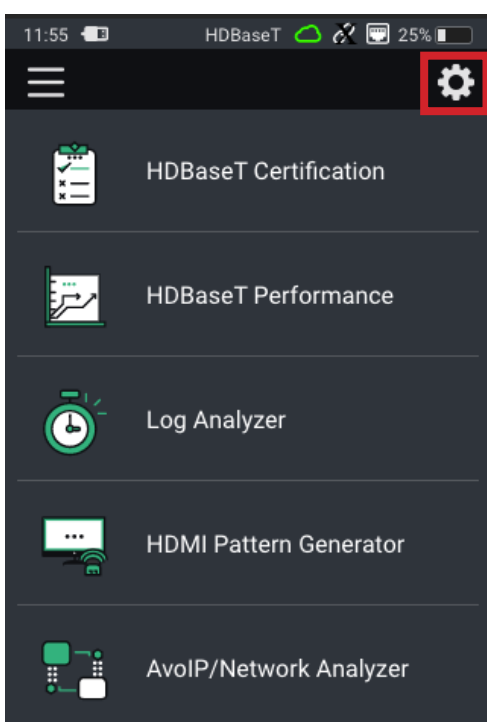 11:55 HDBaseT 25%
HDBaseT Certification
HDBaseT Performance
Log Analyzer
HDMI Pattern Generator
AvoIP/Network Analyzer